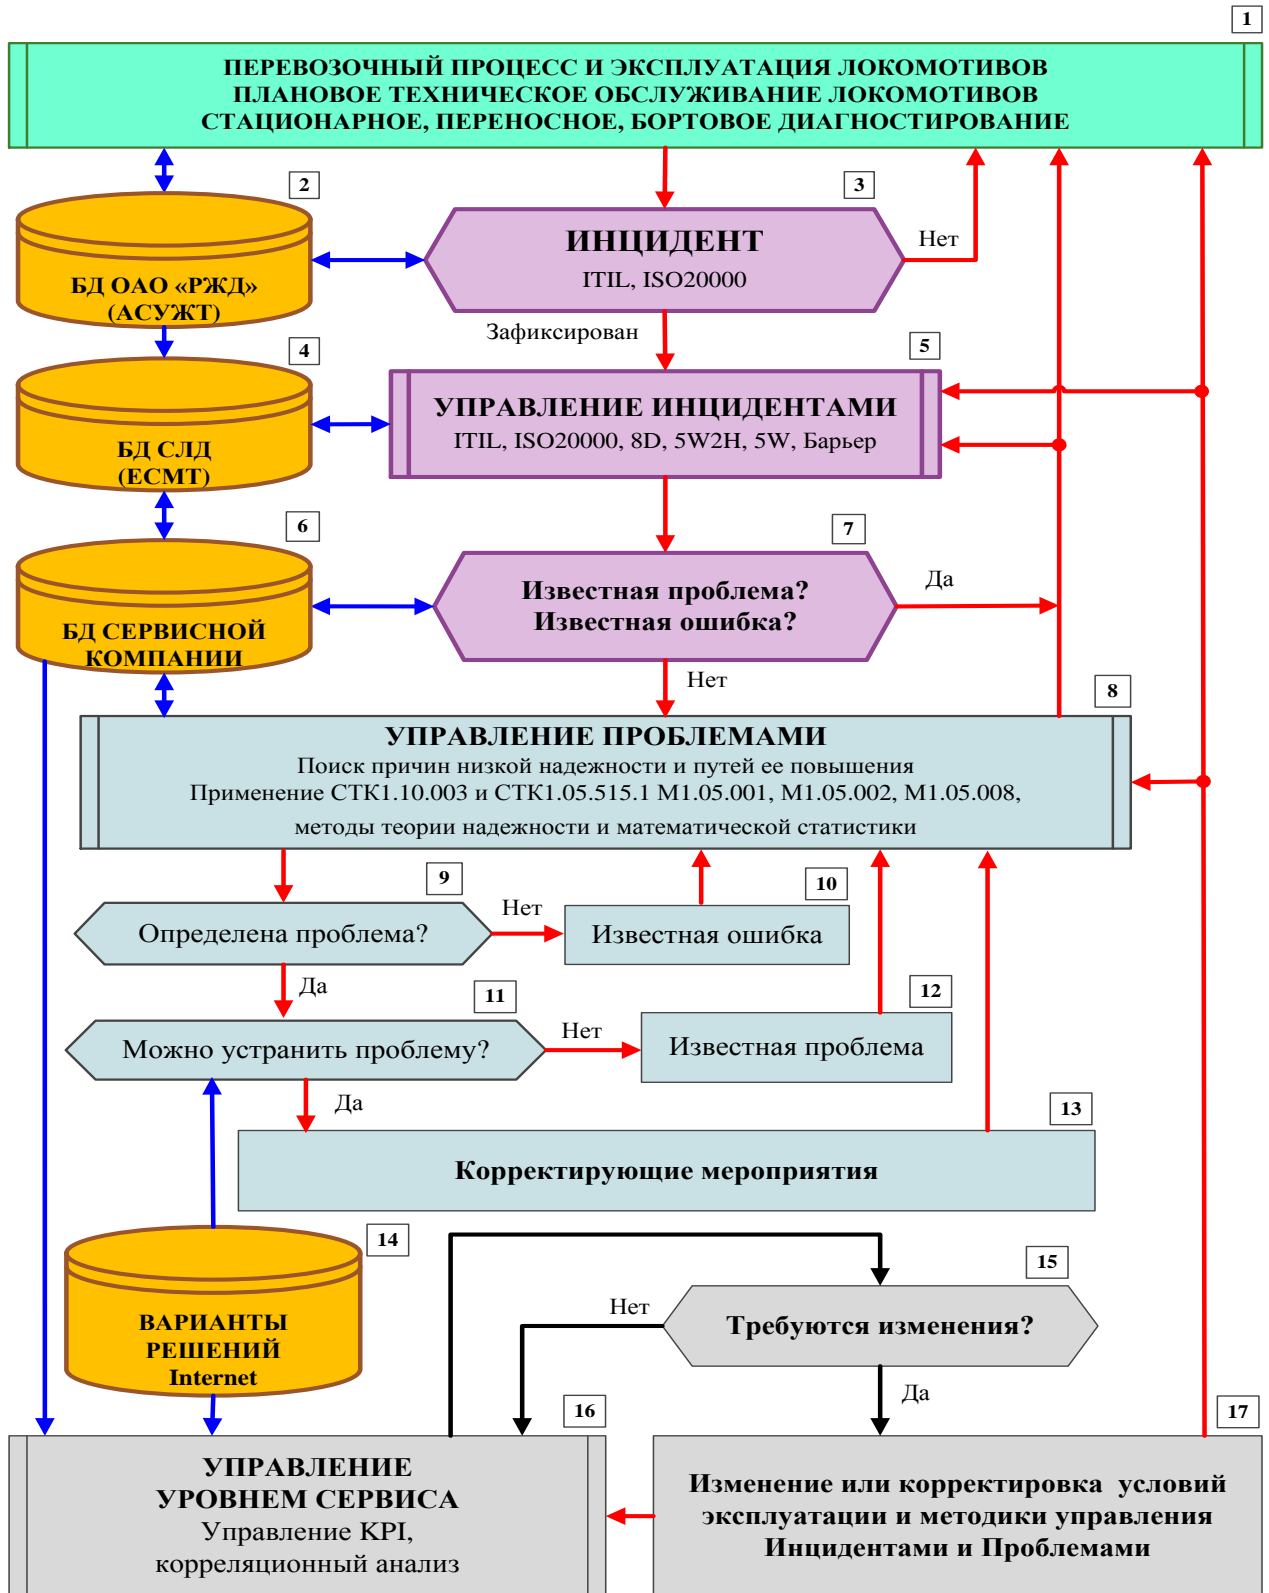 1
ПЕРЕВОЗОЧНЫЙ ПРОЦЕСС И ЭКСПЛУАТАЦИЯ ЛОКОМОТИВОВ
ПЛАНОВОЕ ТЕХНИЧЕСКОЕ ОБСЛУЖИВАНИЕ ЛОКОМОТИВОВ
СТАЦИОНАРНОЕ, ПЕРЕНОСНОЕ, БОРТОВОЕ ДИАГНОСТИРОВАНИЕ
2
БД ОАО «РЖД»
(АСУЖТ)
3
ИНЦИДЕНТ
ITIL, ISO20000
Нет
Зафиксирован
4
БД СЛД
(ЕСМТ)
5
УПРАВЛЕНИЕ ИНЦИДЕНТАМИ
ITIL, ISO20000, 8D, 5W2H, 5W, Барьер
6
БД СЕРВИСНОЙ
КОМПАНИИ
7
Известная проблема?
Известная ошибка?
Да
Нет
8
УПРАВЛЕНИЕ ПРОБЛЕМАМИ
Поиск причин низкой надежности и путей ее повышения
Применение СТК1.10.003 и СТК1.05.515.1 М1.05.001, М1.05.002, М1.05.008,
методы теории надежности и математической статистики
9
Определена проблема?
Нет
10
Известная ошибка
Да
11
Можно устранить проблему?
Нет
12
Известная проблема
Да
13
Корректирующие мероприятия
14
ВАРИАНТЫ
РЕШЕНИЙ
Internet
15
Требуются изменения?
Нет
Да
16
УПРАВЛЕНИЕ
УРОВНЕМ СЕРВИСА
Управление KPI,
корреляционный анализ
17
Изменение или корректировка условий
эксплуатации и методики управления
Инцидентами и Проблемами